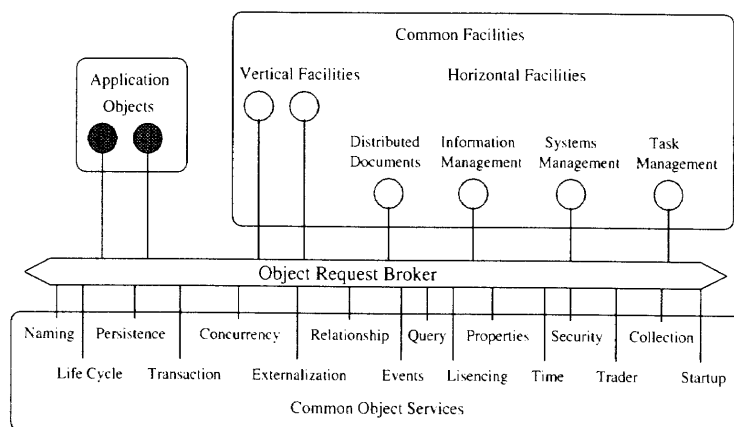 Common Facilities
Application
Objects
Vertical Facilities
Horizontal Facilities
Distributed
Documents
Information
Management
Systems
Management
Task
Management
Object Request Broker
Naming
Persistence
Concurrency
Relationship
Query
Properties
Security
Collection
Life Cycle
Transaction
Externalization
Events
Lisencing
Time
Trader
Startup
Common Object Services